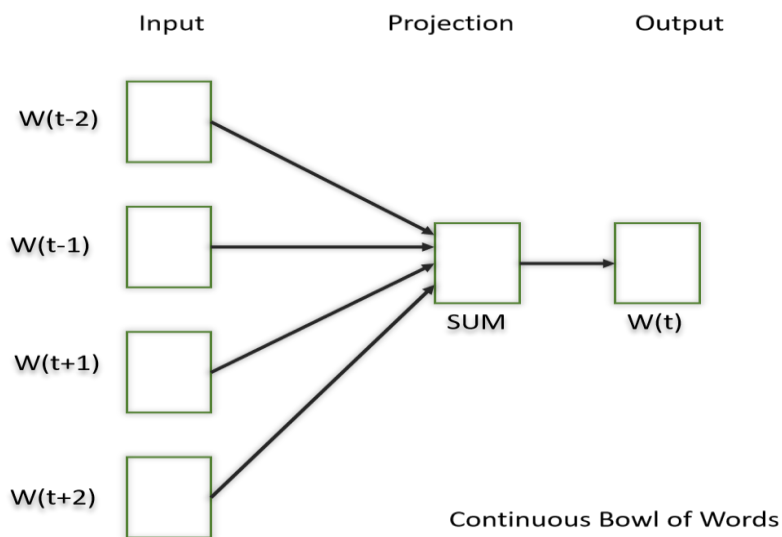 Input Projection Output
W(t-2)
W(t-1)
SUM W(t)
W(t+1)
W(t+2)
Continuous Bowl of Words